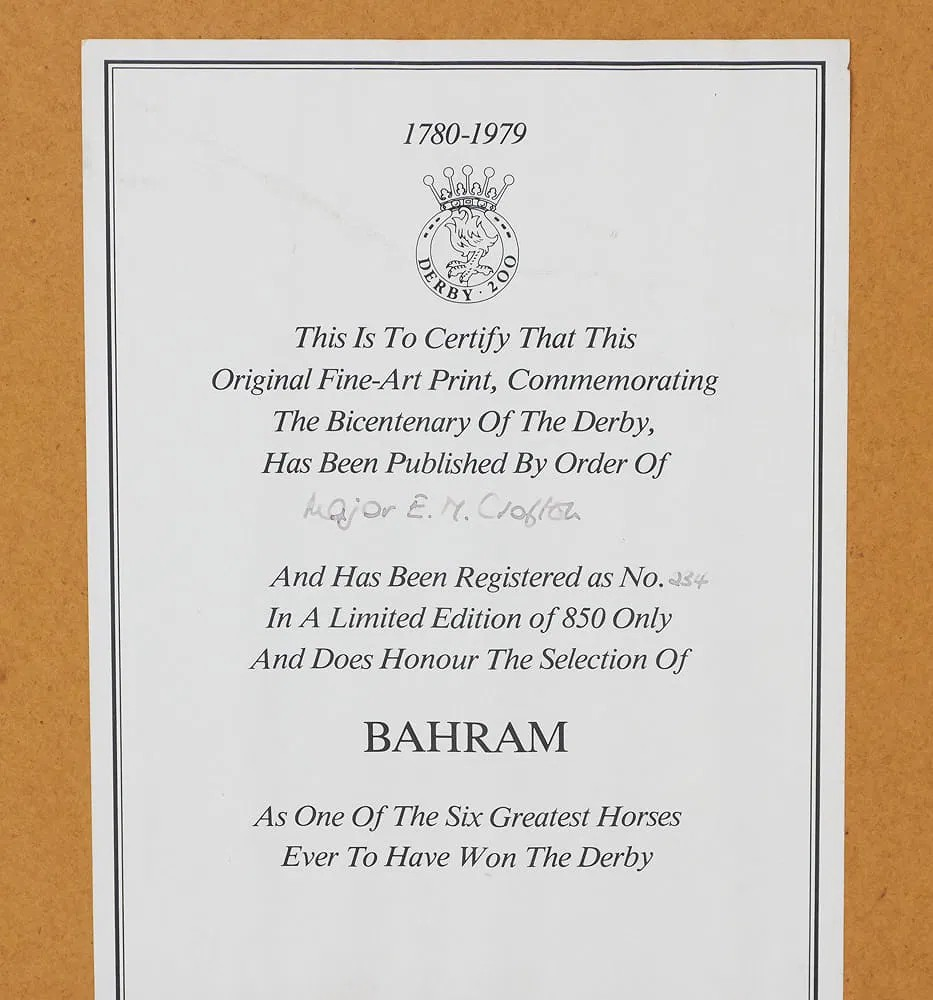 1780-1979
DERBY · 200
This Is To Certify That This
Original Fine-Art Print, Commemorating
The Bicentenary Of The Derby,
Has Been Published By Order Of
Major E. M. Crofton
And Has Been Registered as No. 234
In A Limited Edition of 850 Only
And Does Honour The Selection Of
BAHRAM
As One Of The Six Greatest Horses
Ever To Have Won The Derby